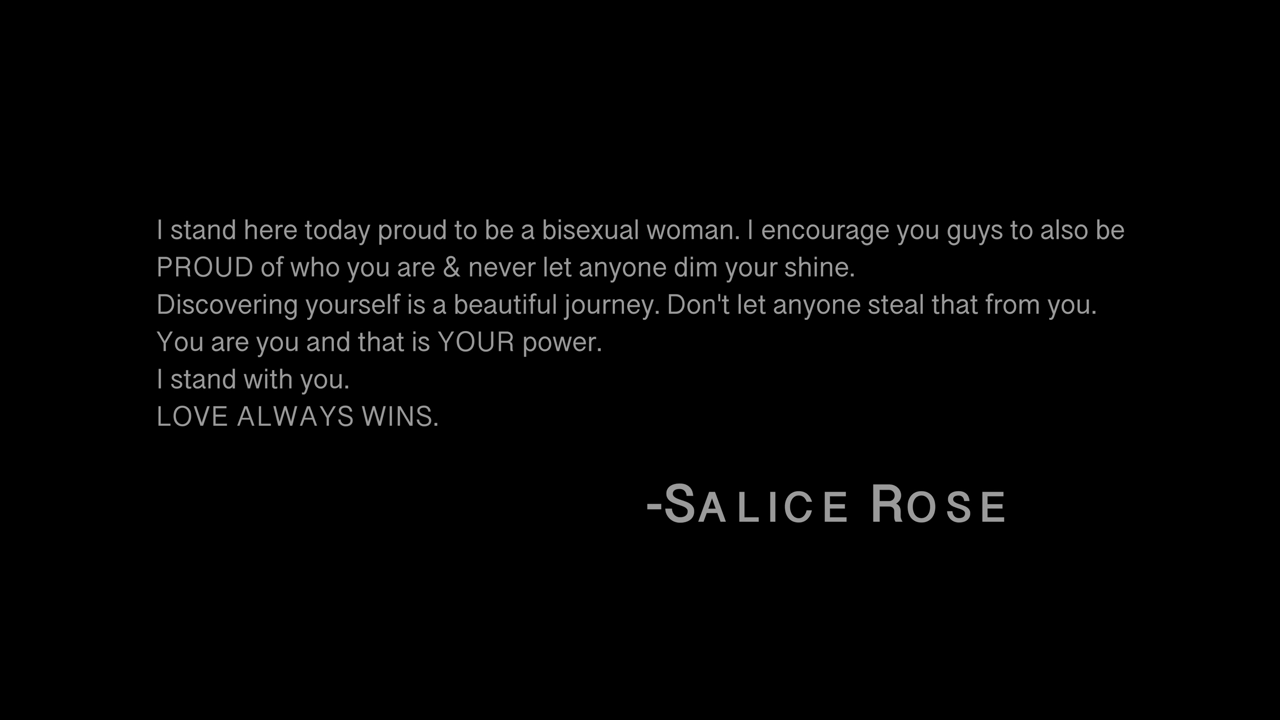 I stand here today proud to be a bisexual woman. I encourage you guys to also be
PROUD of who you are & never let anyone dim your shine.
Discovering yourself is a beautiful journey. Don't let anyone steal that from you.
You are you and that is YOUR power.
I stand with you.
LOVE ALWAYS WINS.
-SALICE ROSE